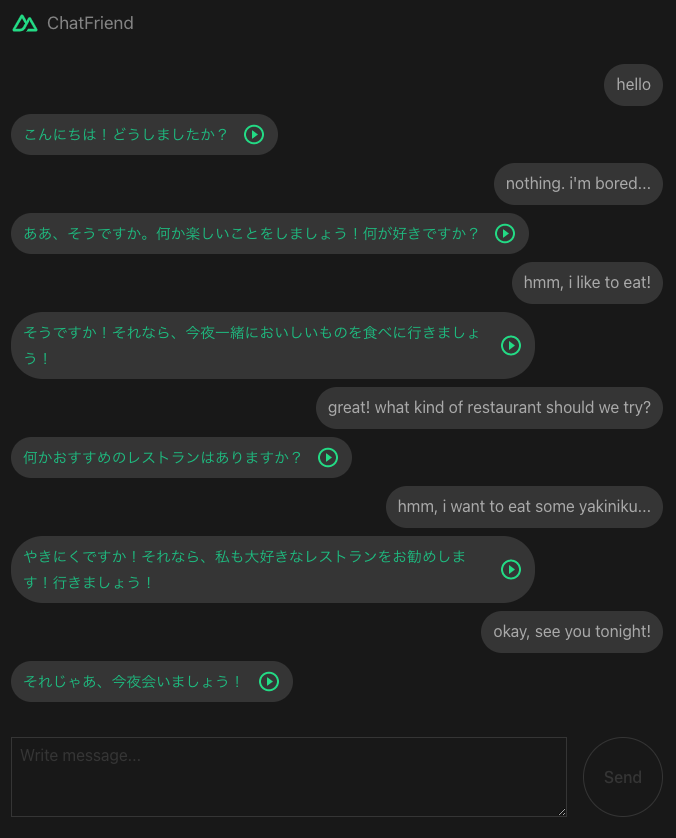 ChatFriend
hello
こんにちは！どうしましたか？
nothing. i'm bored...
ああ、そうですか。何か楽しいことをしましょう！何が好きですか？
hmm, i like to eat!
そうですか！それなら、今夜一緒においしいものを食べに行きましょ
う！
great! what kind of restaurant should we try?
何かおすすめのレストランはありますか？
hmm, i want to eat some yakiniku...
やきにくですか！それなら、私も大好きなレストランをお勧めしま
す！行きましょう！
okay, see you tonight!
それじゃあ、今夜会いましょう！
Write message...
Send